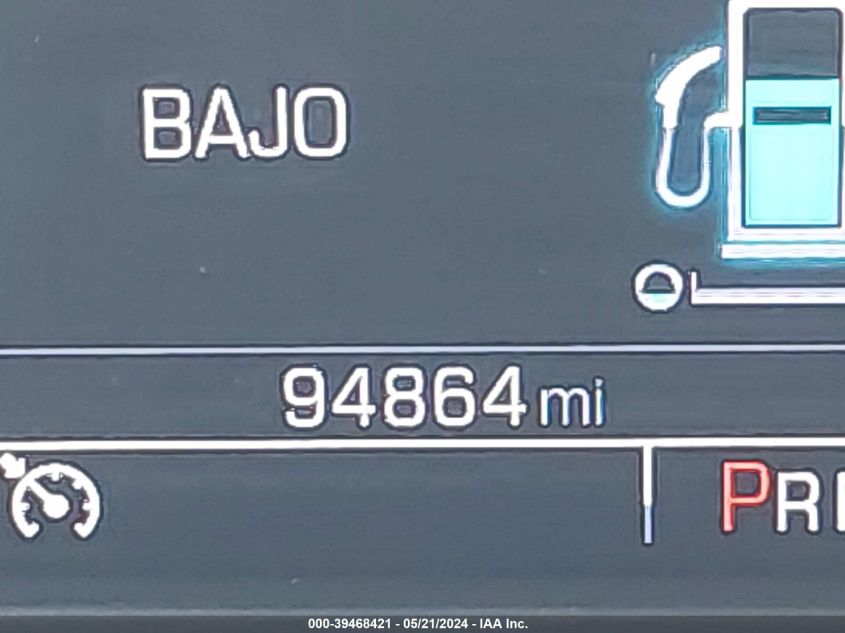 BAJO
94864 mi
PR
000-39468421 - 05/21/2024 - IAA Inc.